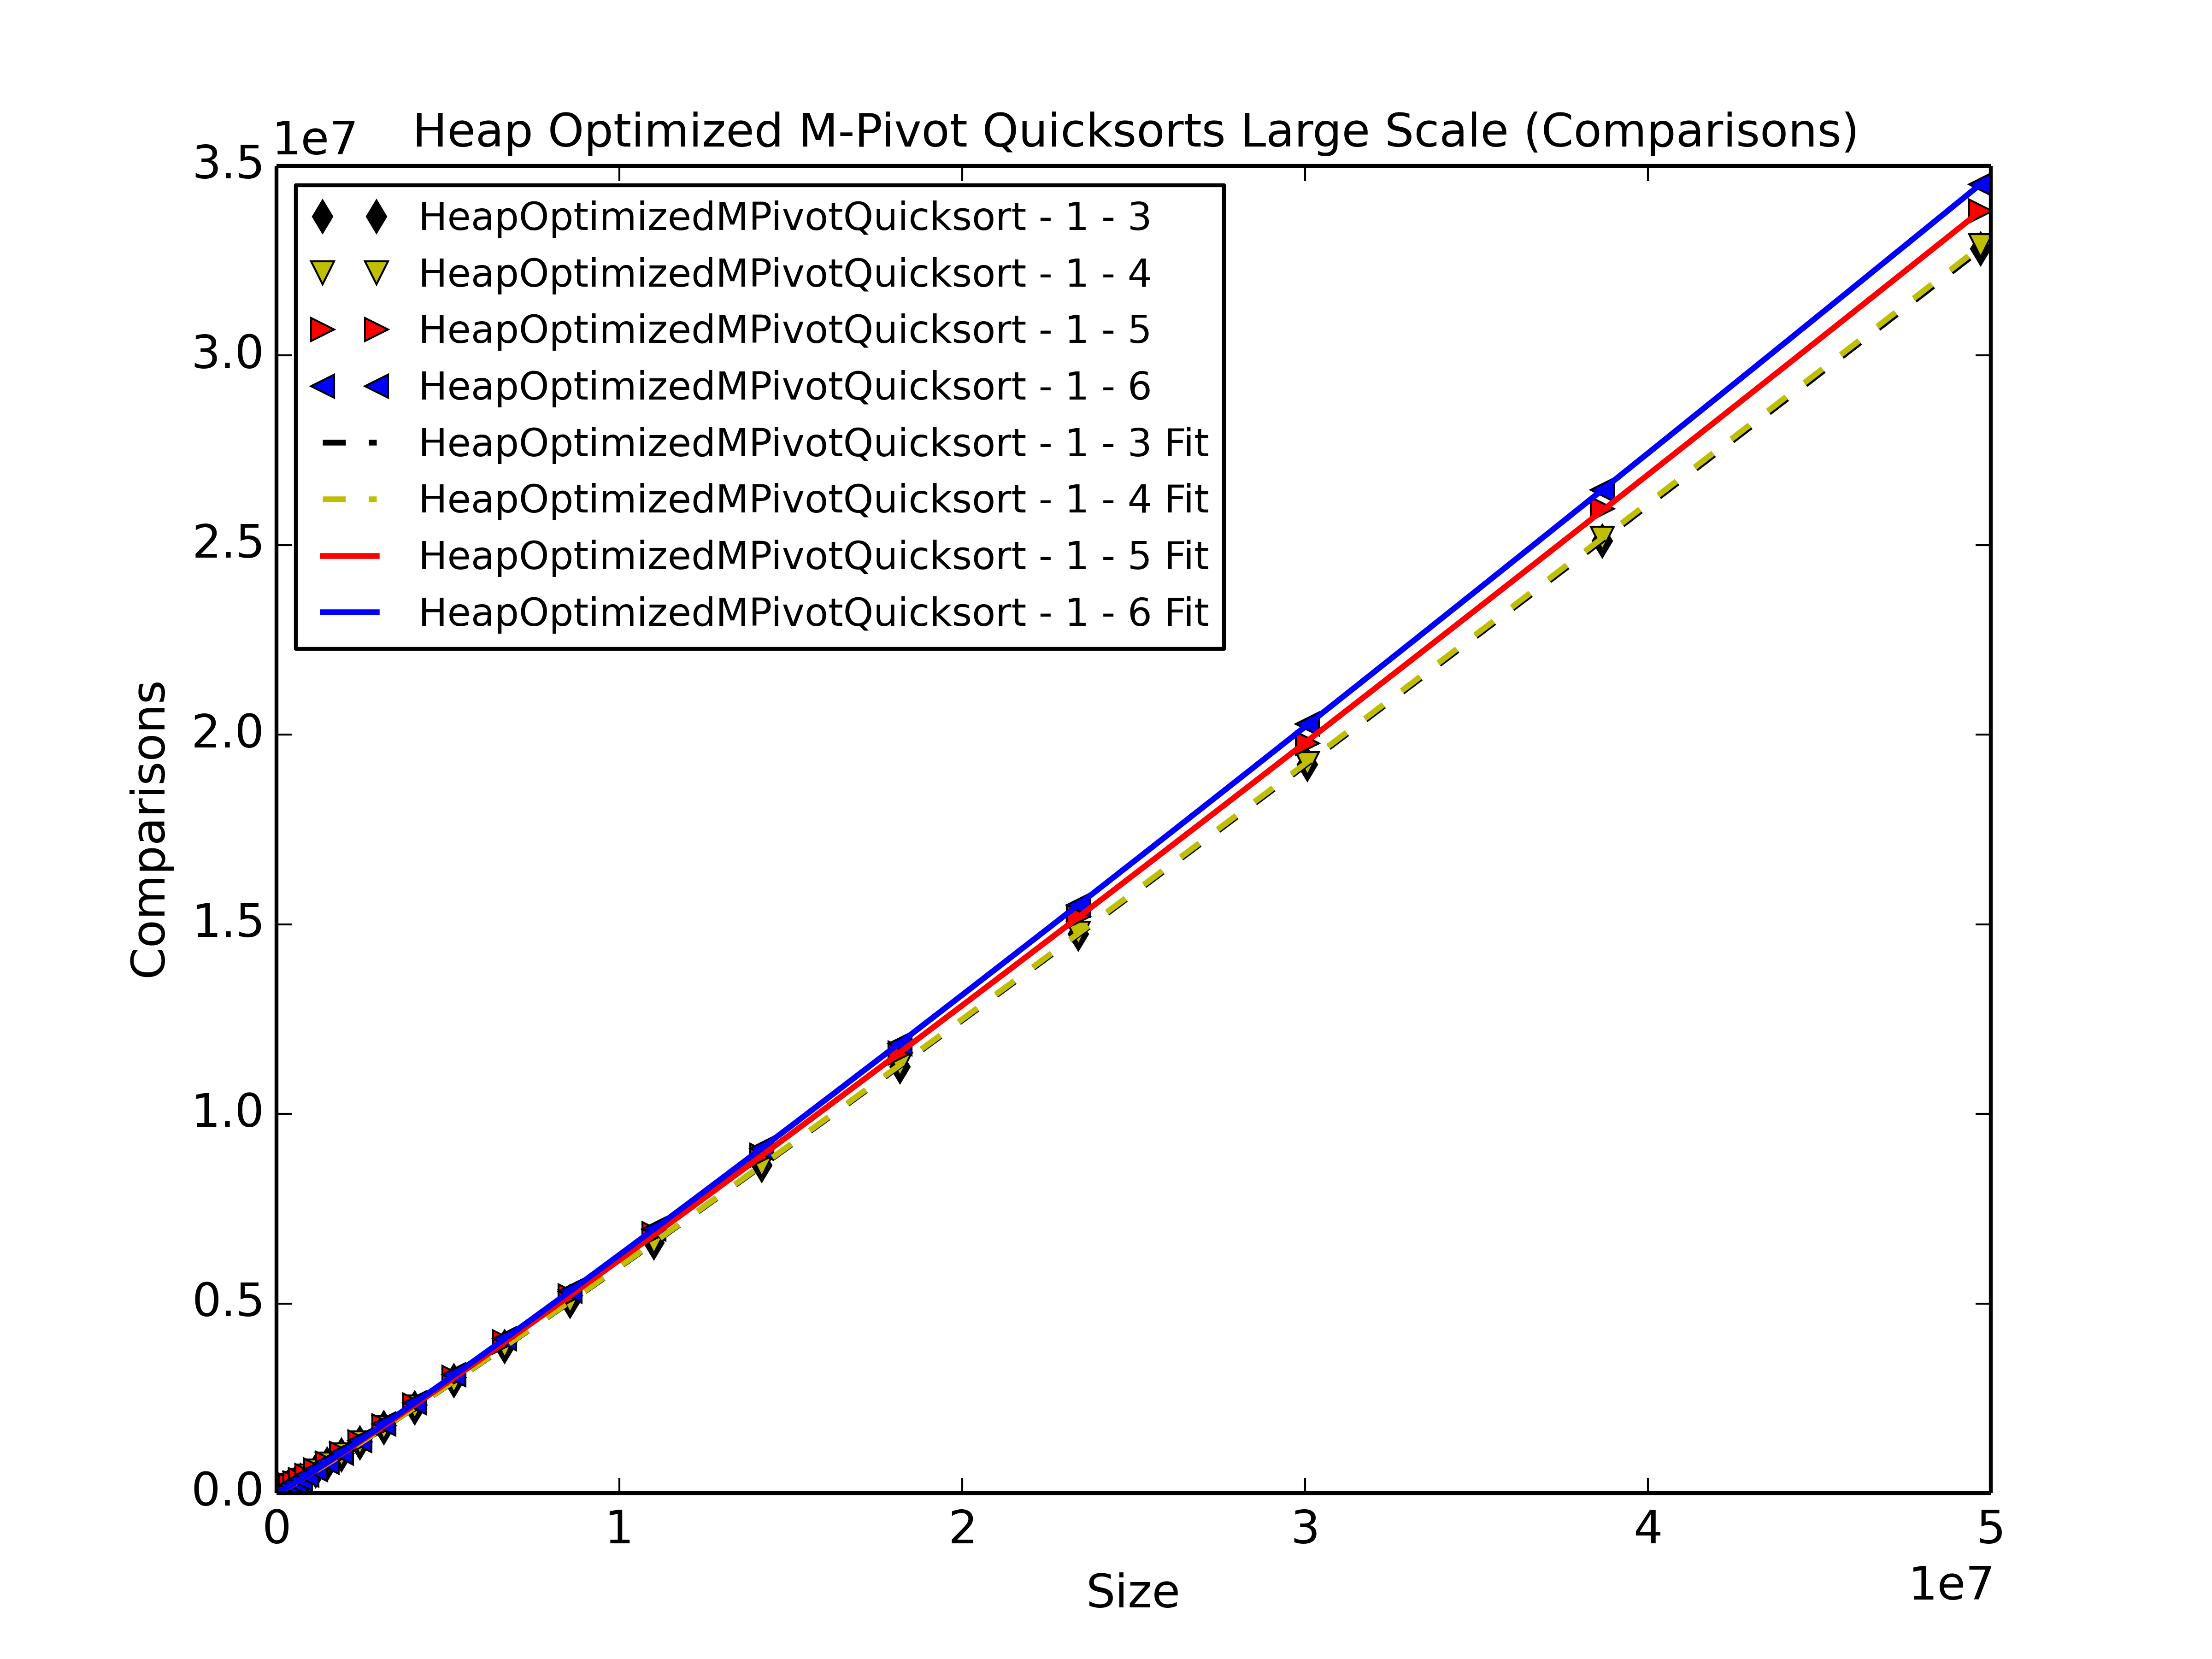 1e7
Heap Optimized M-Pivot Quicksorts Large Scale (Comparisons)
3.5
3.0
2.5
2.0
1.5
1.0
0.5
0.0
Comparisons
HeapOptimizedMPivotQuicksort - 1 - 3
HeapOptimizedMPivotQuicksort - 1 - 4
HeapOptimizedMPivotQuicksort - 1 - 5
HeapOptimizedMPivotQuicksort - 1 - 6
HeapOptimizedMPivotQuicksort - 1 - 3 Fit
HeapOptimizedMPivotQuicksort - 1 - 4 Fit
HeapOptimizedMPivotQuicksort - 1 - 5 Fit
HeapOptimizedMPivotQuicksort - 1 - 6 Fit
0 1 2 3 4 5
Size
1e7